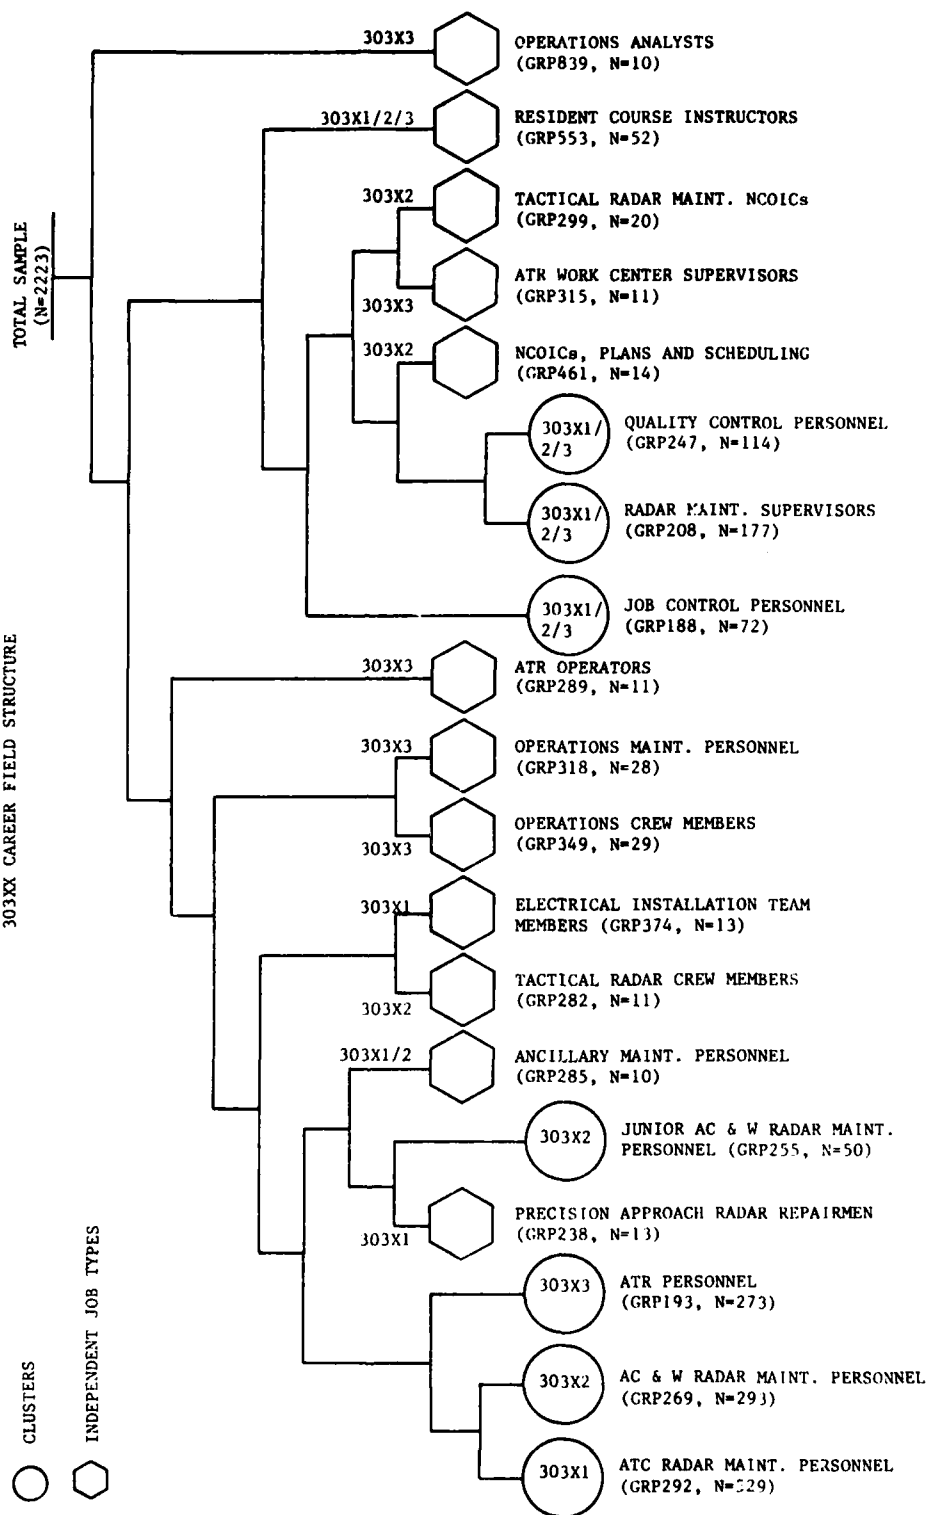 303XX CAREER FIELD STRUCTURE
TOTAL SAMPLE
(N=2223)
303X3
OPERATIONS ANALYSTS
(GRP839, N=10)
303X1/2/3
RESIDENT COURSE INSTRUCTORS
(GRP553, N=52)
303X2
TACTICAL RADAR MAINT. NCOICs
(GRP299, N=20)
303X3
ATR WORK CENTER SUPERVISORS
(GRP315, N=11)
303X2
NCOICs, PLANS AND SCHEDULING
(GRP461, N=14)
303X1/
2/3
QUALITY CONTROL PERSONNEL
(GRP247, N=114)
303X1/
2/3
RADAR MAINT. SUPERVISORS
(GRP208, N=177)
303X1/
2/3
JOB CONTROL PERSONNEL
(GRP188, N=72)
303X3
ATR OPERATORS
(GRP289, N=11)
303X3
OPERATIONS MAINT. PERSONNEL
(GRP318, N=28)
303X3
OPERATIONS CREW MEMBERS
(GRP349, N=29)
303X1
ELECTRICAL INSTALLATION TEAM
MEMBERS (GRP374, N=13)
303X2
TACTICAL RADAR CREW MEMBERS
(GRP282, N=11)
303X1/2
ANCILLARY MAINT. PERSONNEL
(GRP285, N=10)
303X2
JUNIOR AC & W RADAR MAINT.
PERSONNEL (GRP255, N=50)
303X1
PRECISION APPROACH RADAR REPAIRMEN
(GRP238, N=13)
303X3
ATR PERSONNEL
(GRP193, N=273)
303X2
AC & W RADAR MAINT. PERSONNEL
(GRP269,
303X1
ATC RADAR MAINT. PERSONNEL
(GRP292,
CLUSTERS
INDEPENDENT JOB TYPES